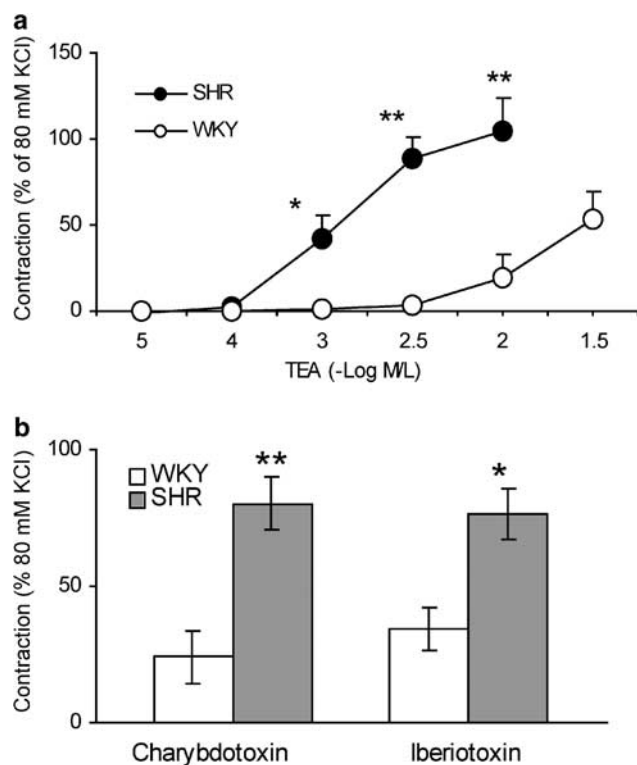 a
Contraction (% of 80 mM KCl)
150
100
50
0
SHR
WKY
*
**
**
5 4 3 2.5 2 1.5
TEA (-Log M/L)
b
Contraction (% 80 mM KCl)
100
50
0
WKY
SHR
**
*
Charybdotoxin Iberiotoxin